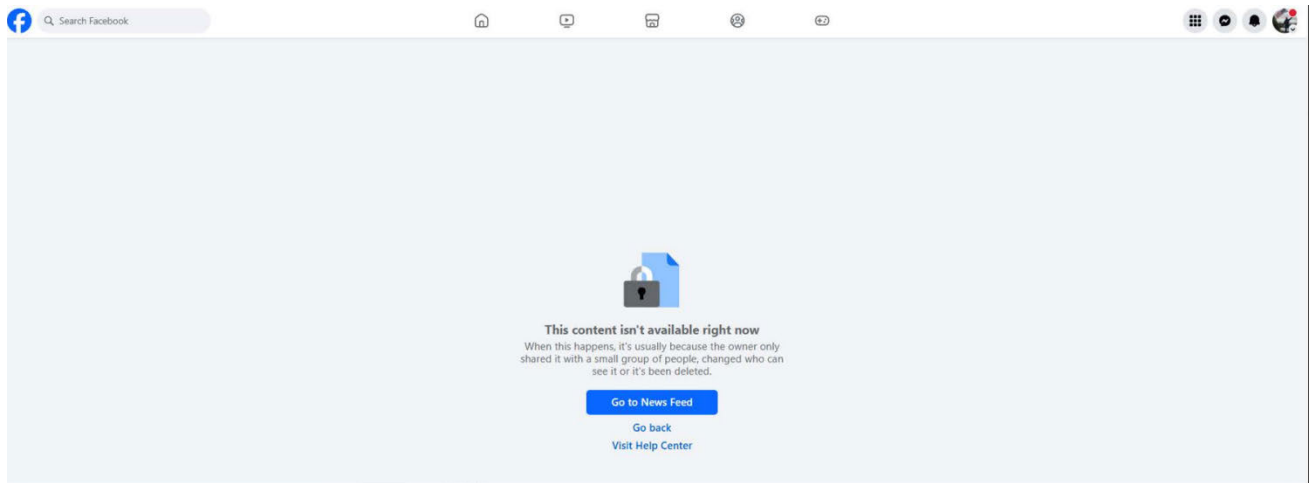 Search Facebook
This content isn't available right now
When this happens, it's usually because the owner only
shared it with a small group of people, changed who can
see it or it's been deleted.
Go to News Feed
Go back
Visit Help Center